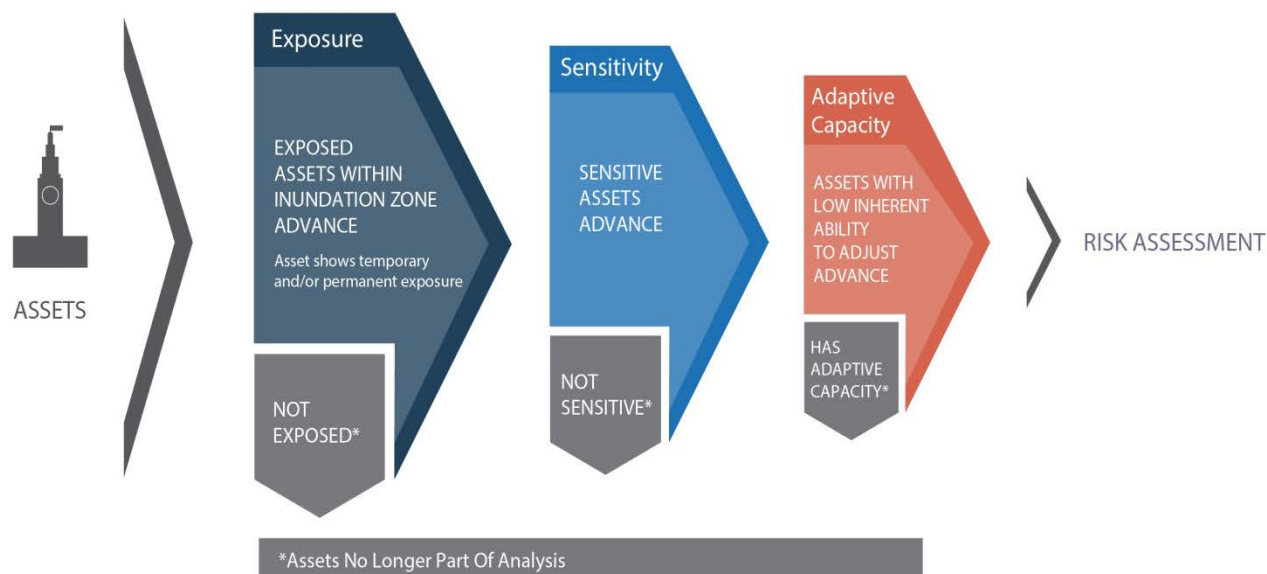 ASSETS
Exposure
EXPOSED
ASSETS WITHIN
INUNDATION ZONE
ADVANCE
Asset shows temporary
and/or permanent exposure
NOT
EXPOSED*
Sensitivity
SENSITIVE
ASSETS
ADVANCE
NOT
SENSITIVE*
Adaptive
Capacity
ASSETS WITH
LOW INHERENT
ABILITY
TO ADJUST
ADVANCE
HAS
ADAPTIVE
CAPACITY*
RISK ASSESSMENT
*Assets No Longer Part Of Analysis